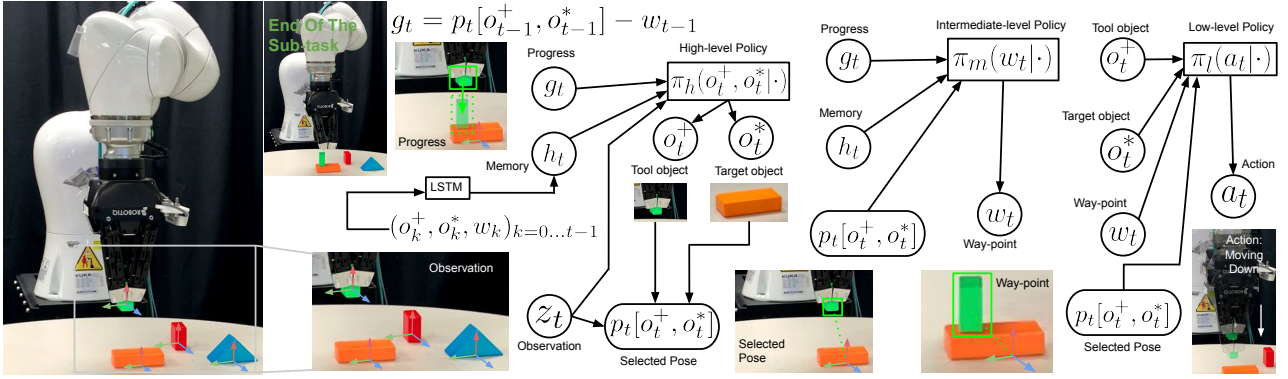 End Of The
Sub-task
g_t = p_t[o^+_{t-1}, o^*_{t-1}] − w_{t-1}
Progress
g_t
High-level Policy
π_h(o^+_t, o^*_t|·)
Progress
Memory
h_t
LSTM
(o^+_k, o^*_k, w_k)_{k=0...t−1}
o^+_t
Tool object
o^*_t
Target object
Observation
z_t
Observation
p_t[o^+_t, o^*_t]
Selected Pose
Selected
Pose
Progress
g_t
Intermediate-level Policy
π_m(w_t|·)
Memory
h_t
p_t[o^+_t, o^*_t]
w_t
Way-point
Way-point
Tool object
o^+_t
Low-level Policy
π_l(a_t|·)
Target object
o^*_t
Way-point
w_t
Action
a_t
p_t[o^+_t, o^*_t]
Selected Pose
Action:
Moving
Down
KUKA
ROBOTIQ